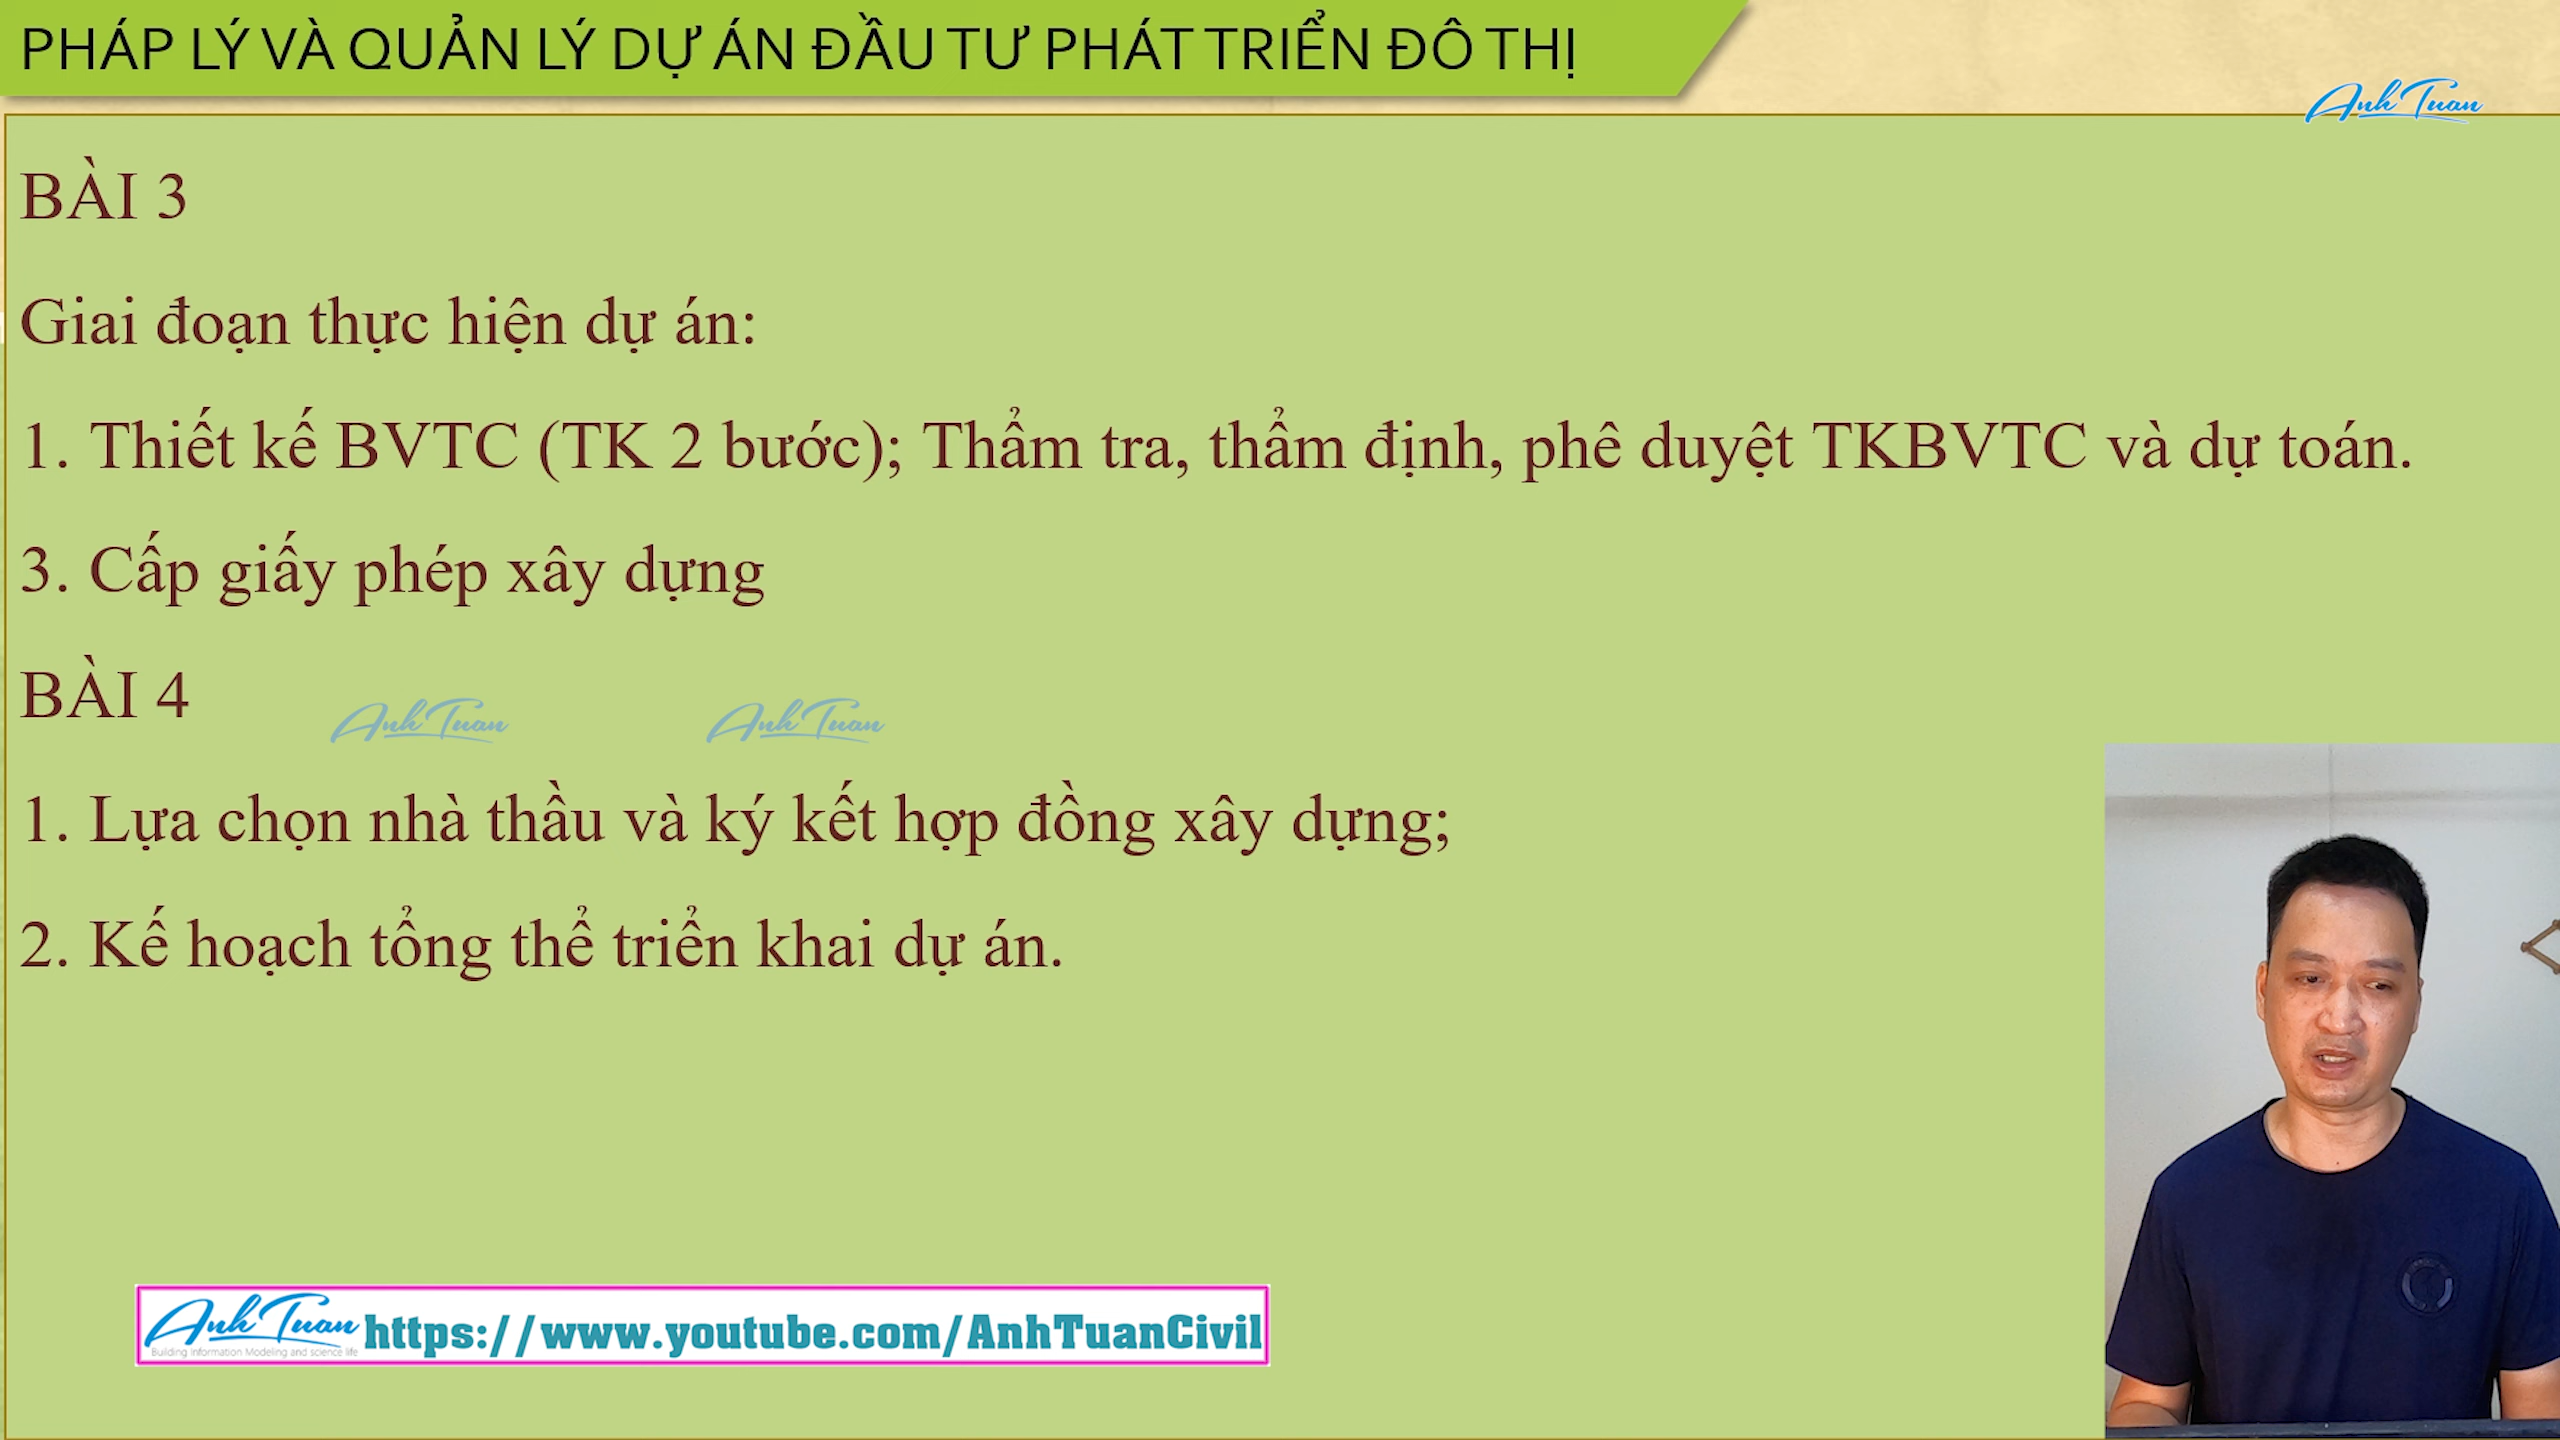 PHÁP LÝ VÀ QUẢN LÝ DỰ ÁN ĐẦU TƯ PHÁT TRIỂN ĐÔ THỊ
Anh Tuan
BÀI 3
Giai đoạn thực hiện dự án:
1. Thiết kế BVTC (TK 2 bước); Thẩm tra, thẩm định, phê duyệt TKBVTC và dự toán.
3. Cấp giấy phép xây dựng
BÀI 4
Anh Tuan Anh Tuan
1. Lựa chọn nhà thầu và ký kết hợp đồng xây dựng;
2. Kế hoạch tổng thể triển khai dự án.
Anh Tuan https://www.youtube.com/AnhTuanCivil
Building Information Modeling and science life